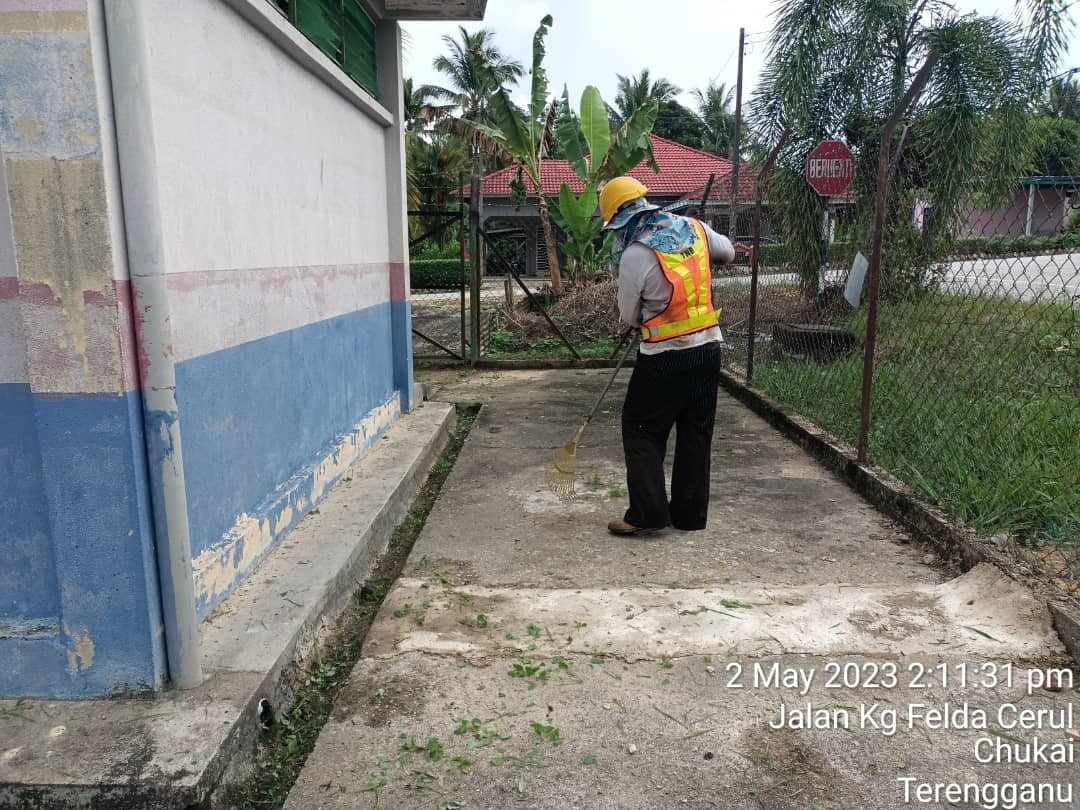 BERHENTI
2 May 2023 2:11:31 pm
Jalan Kg Felda Cerul
Chukai
Terengganu